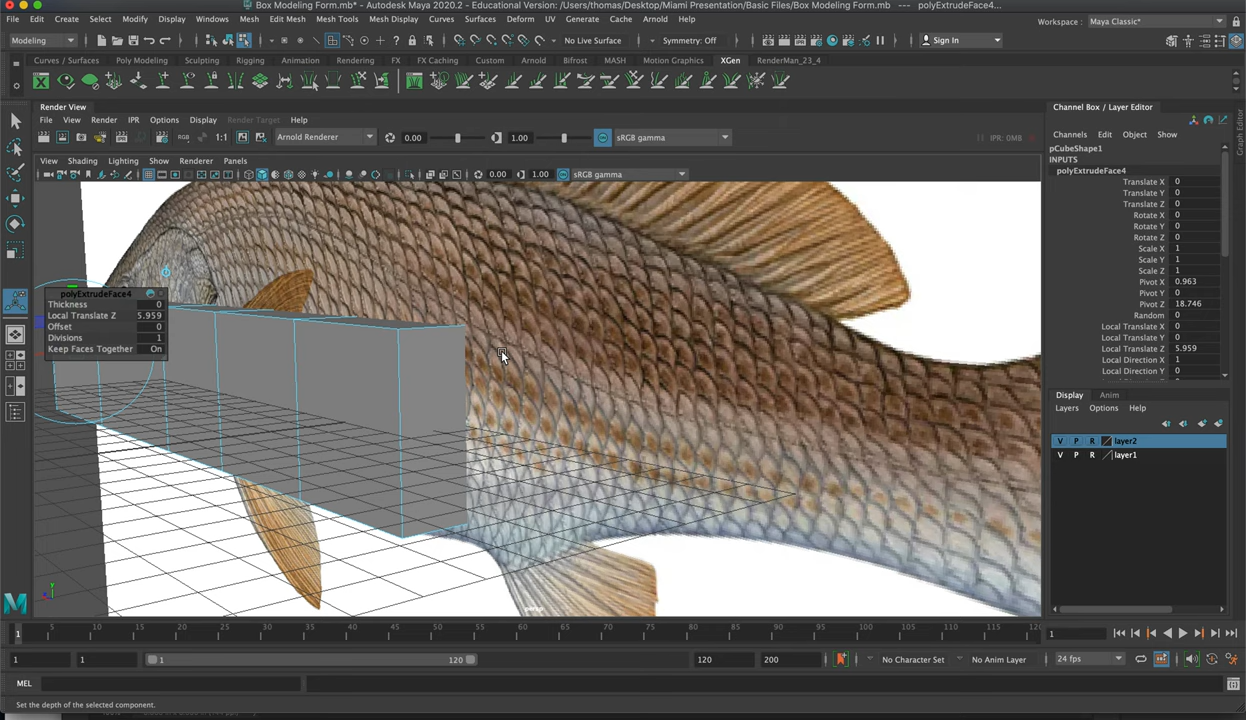 Box Modeling Form.mb* - Autodesk Maya 2020.2 - Educational Version: /Users/thomas/Desktop/Miami Presentation/Basic Files/Box Modeling Form.mb --- polyExtrudeFace4...
File Edit Create Select Modify Display Windows Mesh Edit Mesh Mesh Tools Mesh Display Curves Surfaces Deform UV Generate Cache Arnold Help
Workspace : Maya Classic*
Modeling No Live Surface Symmetry: Off Sign In
Curves / Surfaces Poly Modeling Sculpting Rigging Animation Rendering FX FX Caching Custom Arnold Bifrost MASH Motion Graphics XGen RenderMan_23_4
Render View
File View Render IPR Options Display Render Target Help
1:1 Arnold Renderer 0.00 1.00 sRGB gamma IPR: 0MB
View Shading Lighting Show Renderer Panels
0.00 1.00 sRGB gamma
polyExtrudeFace4
Thickness 0
Local Translate Z 5.959
Offset 0
Divisions 1
Keep Faces Together On
persp
Channel Box / Layer Editor
Channels Edit Object Show
pCubeShape1
INPUTS
polyExtrudeFace4
Translate X 0
Translate Y 0
Translate Z 0
Rotate X 0
Rotate Y 0
Rotate Z 0
Scale X 1
Scale Y 1
Scale Z 1
Pivot X 0.963
Pivot Y 0
Pivot Z 18.746
Random 0
Local Translate X 0
Local Translate Y 0
Local Translate Z 5.959
Local Direction X 1
Local Direction Y 0
Display Anim
Layers Options Help
V P R layer2
V P R layer1
Graph Editor
1 5 10 15 20 25 30 35 40 45 50 55 60 65 70 75 80 85 90 95 100 105 110 115 120
1
1 1 1 120 120 200 No Character Set No Anim Layer 24 fps
MEL
Set the depth of the selected component.